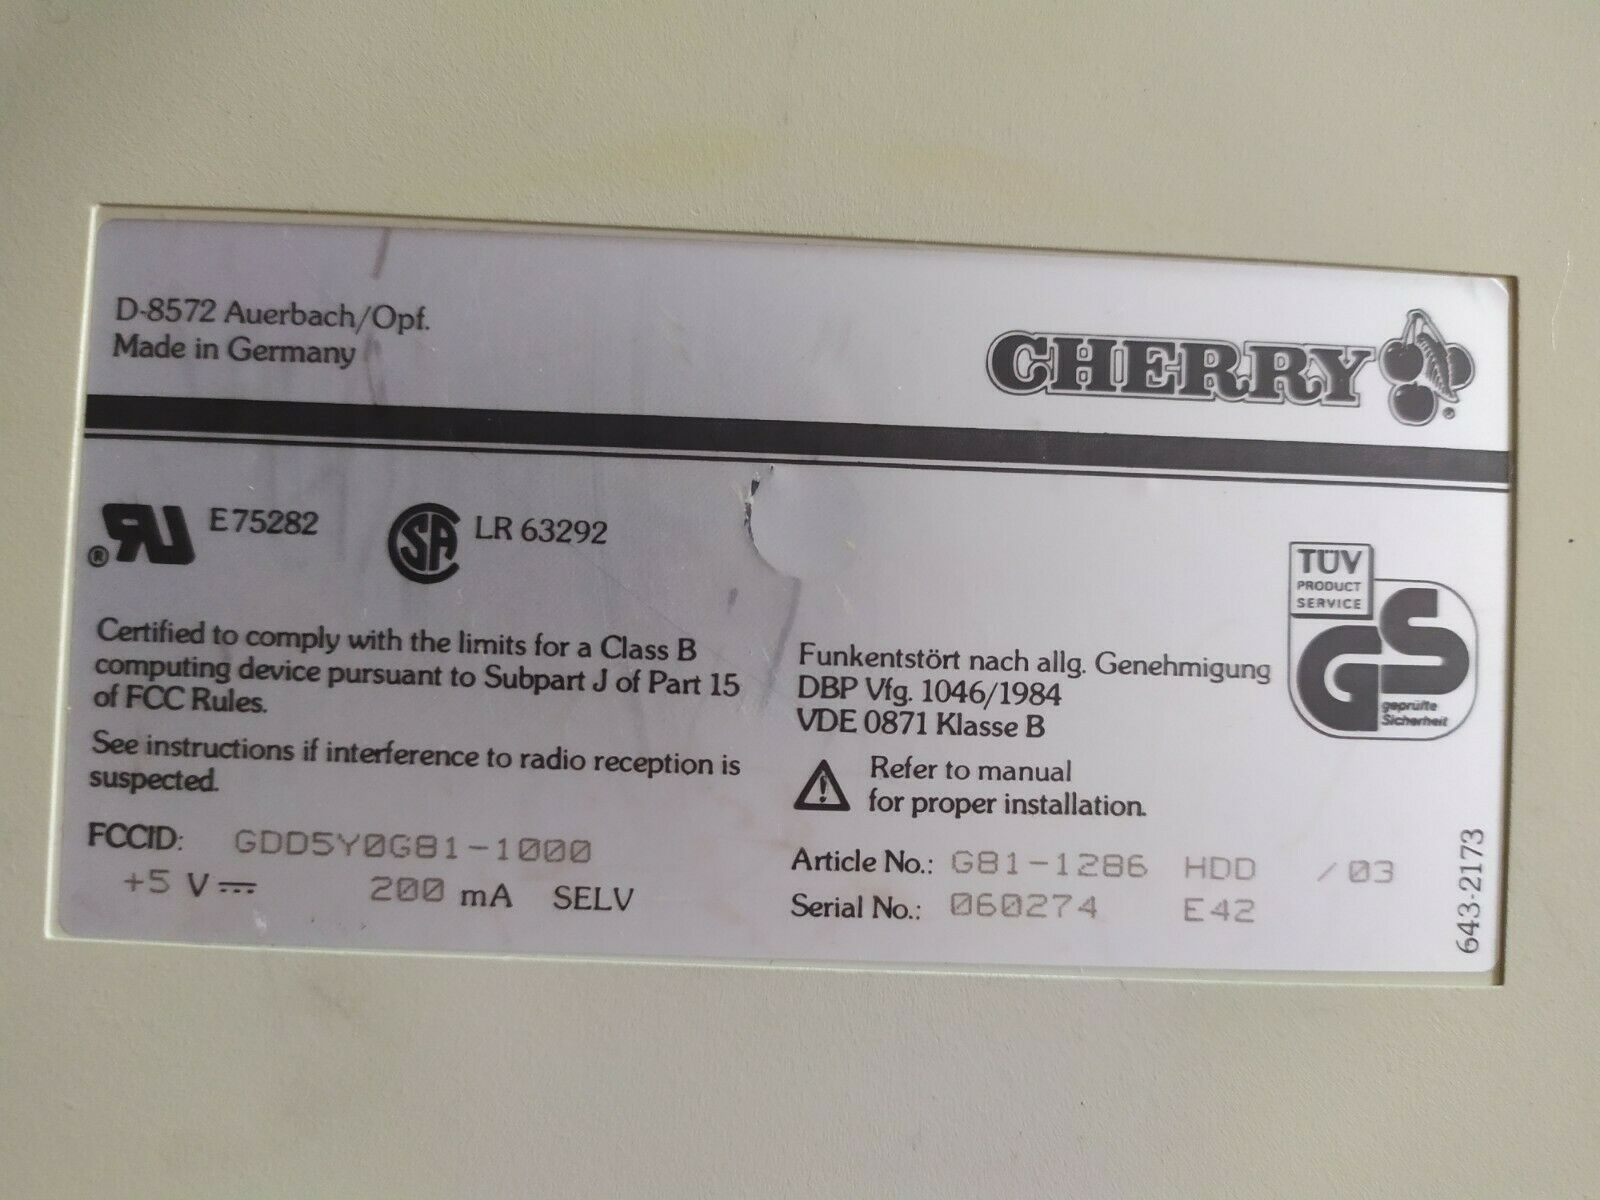 D-8572 Auerbach/Opf.
Made in Germany
CHERRY ®
® RU E75282 SA LR 63292
TÜV
PRODUCT
SERVICE
GS
geprüfte
Sicherheit
Certified to comply with the limits for a Class B
computing device pursuant to Subpart J of Part 15
of FCC Rules.
See instructions if interference to radio reception is
suspected.
FCCID: GDD5Y0G81-1000
+5 V 200 mA SELV
Funkentstört nach allg. Genehmigung
DBP Vfg. 1046/1984
VDE 0871 Klasse B
Refer to manual
for proper installation.
Article No.: G81-1286 HDD /03
Serial No.: 060274 E42
643-2173